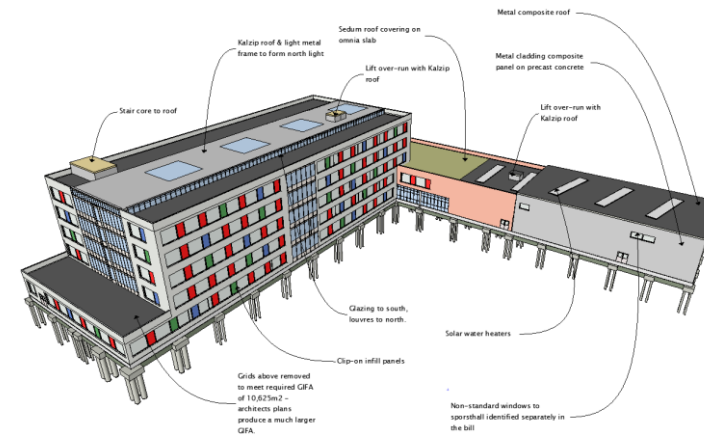 Metal composite roof
Sedum roof covering on
omnia slab
Kalzip roof & light metal
frame to form north light
Metal cladding composite
panel on precast concrete
Lift over-run with Kalzip
roof
Stair core to roof
Lift over-run with
Kalzip roof
Glazing to south,
louvres to north.
Solar water heaters
Clip-on infill panels
Grids above removed
to meet required GIFA
of 10,625m2 -
architects plans
produce a much larger
GIFA.
Non-standard windows to
sporthall identified separately in
the bill